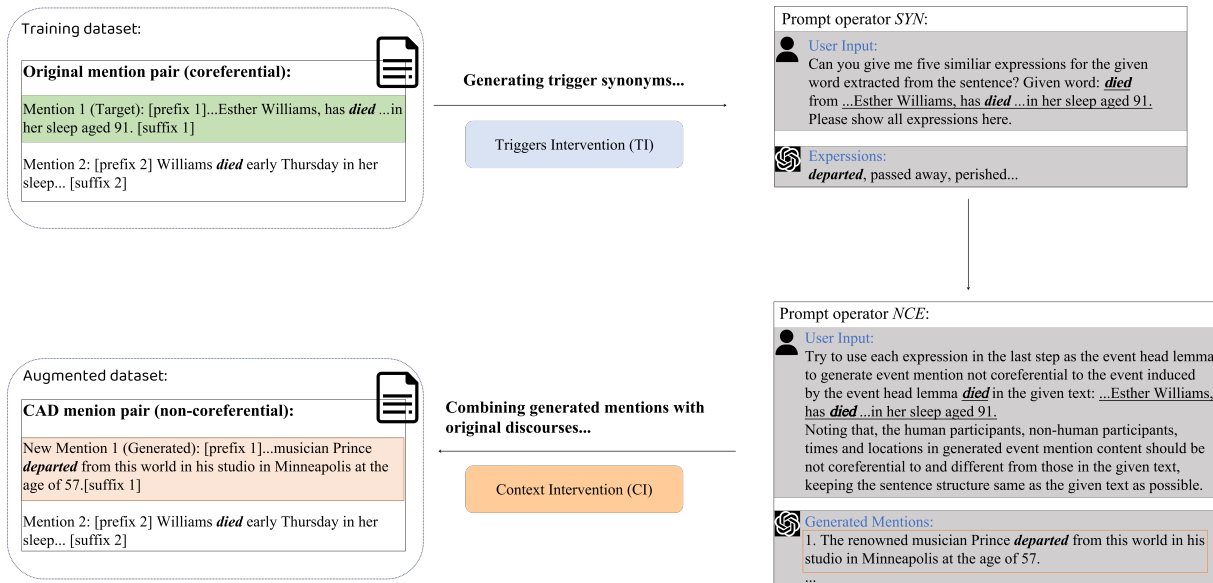 Training dataset:
Original mention pair (coreferential):
Mention 1 (Target): [prefix 1]...Esther Williams, has died ...in
her sleep aged 91. [suffix 1]
Mention 2: [prefix 2] Williams died early Thursday in her
sleep... [suffix 2]
Generating trigger synonyms...
Triggers Intervention (TI)
Prompt operator SYN:
User Input:
Can you give me five similiar expressions for the given
word extracted from the sentence? Given word: died
from ...Esther Williams, has died ...in her sleep aged 91.
Please show all expressions here.
Experssions:
departed, passed away, perished...
Prompt operator NCE:
User Input:
Try to use each expression in the last step as the event head lemma
to generate event mention not coreferential to the event induced
by the event head lemma died in the given text: ...Esther Williams,
has died ...in her sleep aged 91.
Noting that, the human participants, non-human participants,
times and locations in generated event mention content should be
not coreferential to and different from those in the given text,
keeping the sentence structure same as the given text as possible.
Generated Mentions:
1. The renowned musician Prince departed from this world in his
studio in Minneapolis at the age of 57.
...
Combining generated mentions with
original discourses...
Context Intervention (CI)
Augmented dataset:
CAD menion pair (non-coreferential):
New Mention 1 (Generated): [prefix 1]...musician Prince
departed from this world in his studio in Minneapolis at the
age of 57.[suffix 1]
Mention 2: [prefix 2] Williams died early Thursday in her
sleep... [suffix 2]